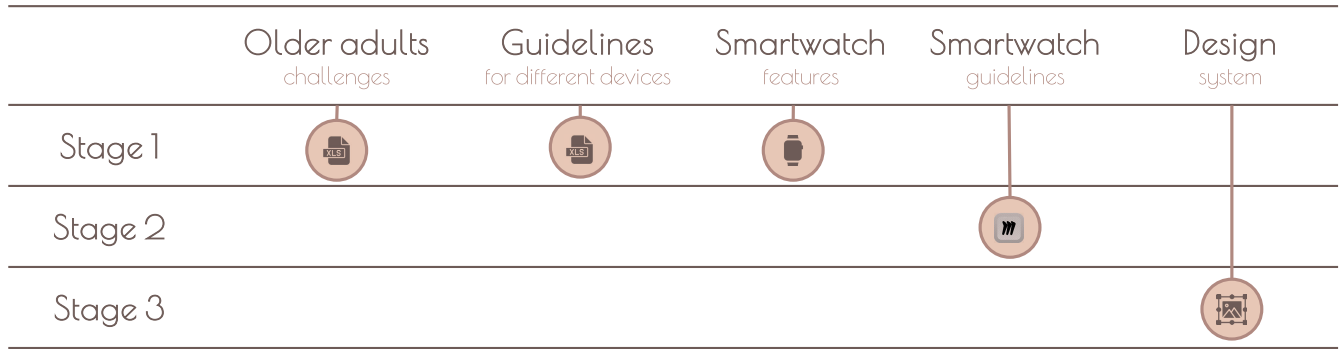 Older adults
challenges
Guidelines
for different devices
Smartwatch
features
Smartwatch
guidelines
Design
system
Stage 1
XLS
XLS
Stage 2
Stage 3